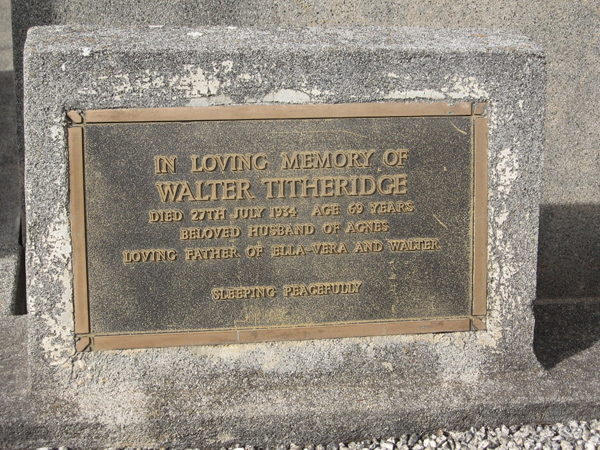 IN LOVING MEMORY OF
WALTER TITHERIDGE
DIED 27TH JULY 1934 AGE 69 YEARS
BELOVED HUSBAND OF AGNES
LOVING FATHER OF ELLA-VERA AND WALTER.
SLEEPING PEACEFULLY